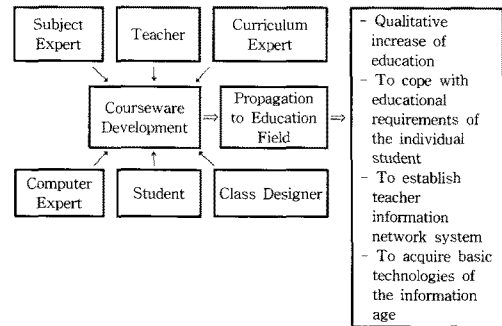 Subject
Expert
Teacher
Curriculum
Expert
Courseware
Development
Propagation
to Education
Field
Computer
Expert
Student
Class Designer
- Qualitative
increase of
education
- To cope with
educational
requirements of
the individual
student
- To establish
teacher
information
network system
- To acquire basic
technologies of
the information
age